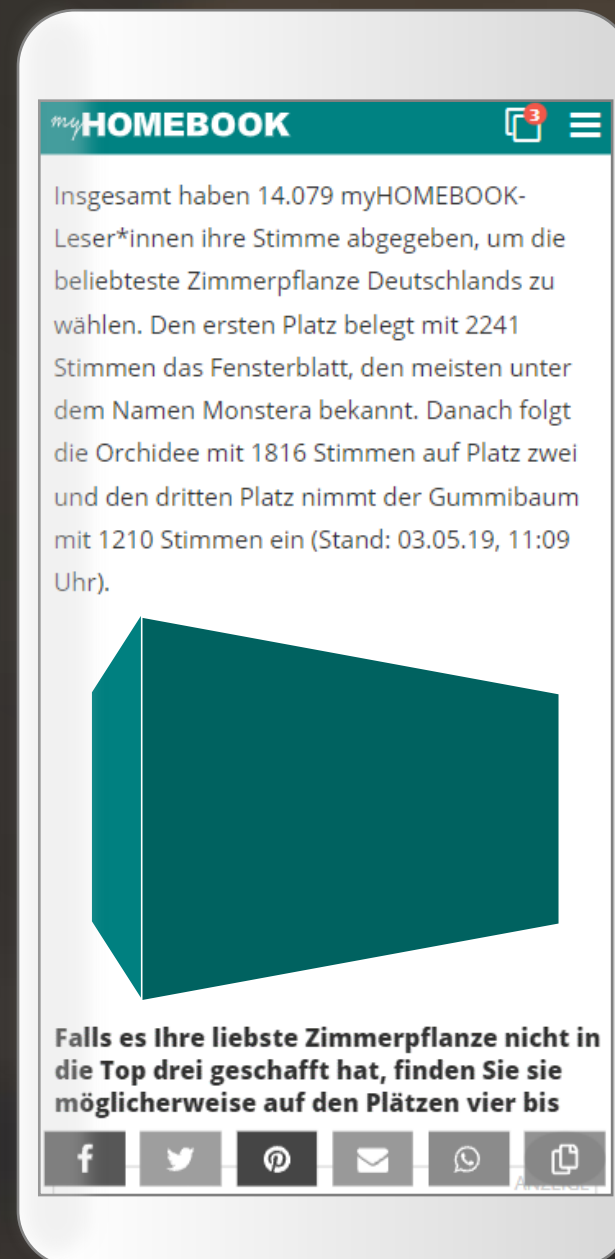 myHOMEBOOK
3
Insgesamt haben 14.079 myHOMEBOOK-
Leser*innen ihre Stimme abgegeben, um die
beliebteste Zimmerpflanze Deutschlands zu
wählen. Den ersten Platz belegt mit 2241
Stimmen das Fensterblatt, den meisten unter
dem Namen Monstera bekannt. Danach folgt
die Orchidee mit 1816 Stimmen auf Platz zwei
und den dritten Platz nimmt der Gummibaum
mit 1210 Stimmen ein (Stand: 03.05.19, 11:09
Uhr).
Falls es Ihre liebste Zimmerpflanze nicht in
die Top drei geschafft hat, finden Sie sie
möglicherweise auf den Plätzen vier bis
ANZEIGE